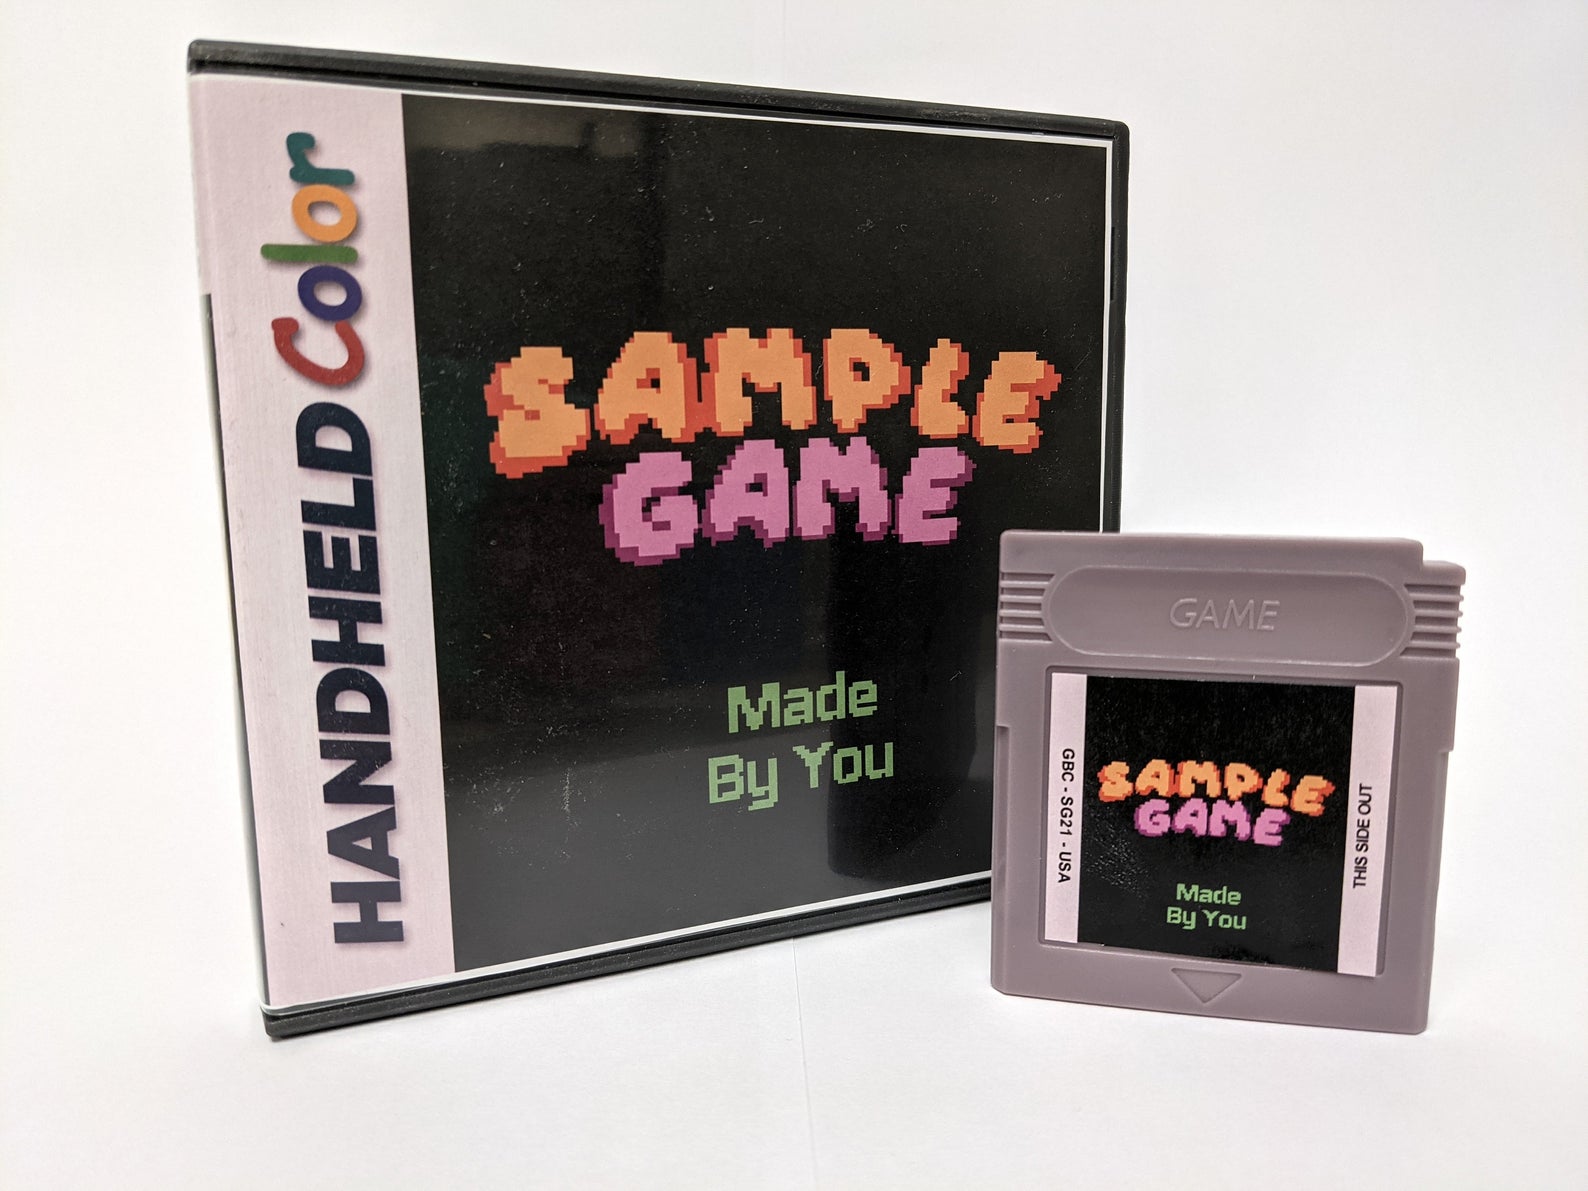 HANDHELD Color
SAMPLE
GAME
Made
By You
GAME
GBC - SG21 - USA
SAMPLE
GAME
Made
By You
THIS SIDE OUT